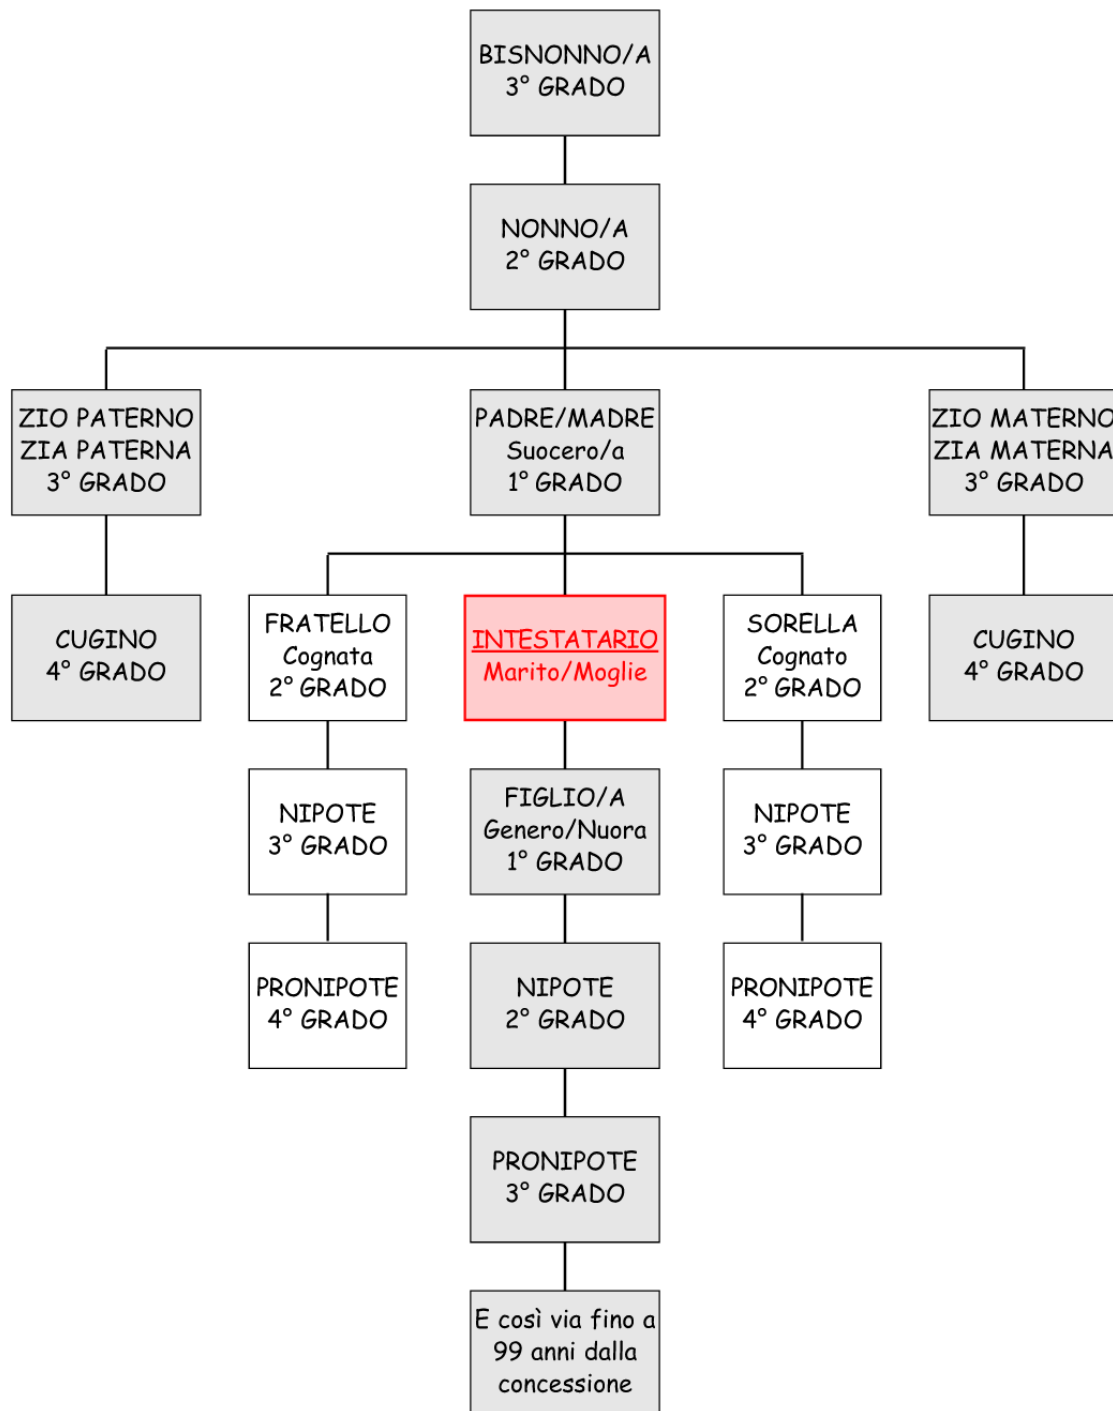 BISNONNO/A
3° GRADO
NONNO/A
2° GRADO
ZIO PATERNO
ZIA PATERNA
3° GRADO
PADRE/MADRE
Suocero/a
1° GRADO
ZIO MATERNO
ZIA MATERNA
3° GRADO
CUGINO
4° GRADO
FRATELLO
Cognata
2° GRADO
INTESTATARIO
Marito/Moglie
SORELLA
Cognato
2° GRADO
CUGINO
4° GRADO
NIPOTE
3° GRADO
FIGLIO/A
Genero/Nuora
1° GRADO
NIPOTE
3° GRADO
PRONIPOTE
4° GRADO
NIPOTE
2° GRADO
PRONIPOTE
4° GRADO
PRONIPOTE
3° GRADO
E così via fino a
99 anni dalla
concessione